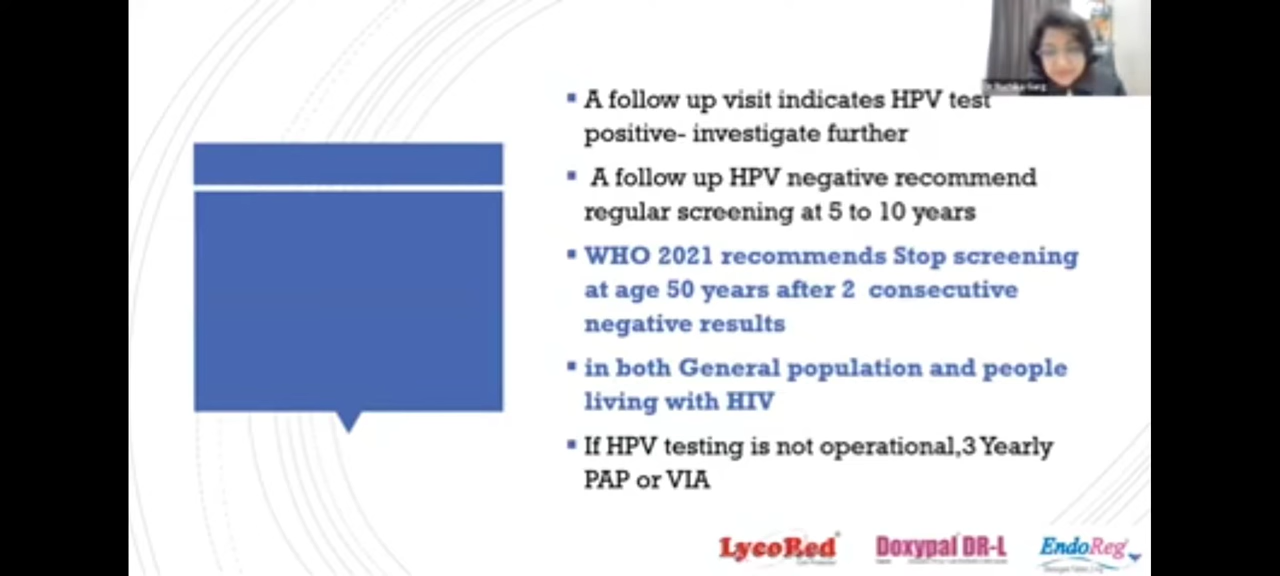 A follow up visit indicates HPV test
positive- investigate further
A follow up HPV negative recommend
regular screening at 5 to 10 years
WHO 2021 recommends Stop screening
at age 50 years after 2 consecutive
negative results
in both General population and people
living with HIV
If HPV testing is not operational,3 Yearly
PAP or VIA
LycoRed
Doxypal DR-L
EndoReg